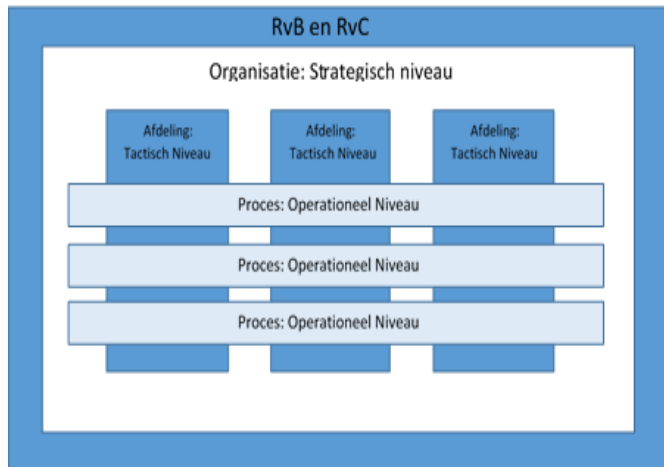 RvB en RvC
Organisatie: Strategisch niveau
Afdeling:
Tactisch Niveau
Afdeling:
Tactisch Niveau
Afdeling:
Tactisch Niveau
Proces: Operationeel Niveau
Proces: Operationeel Niveau
Proces: Operationeel Niveau